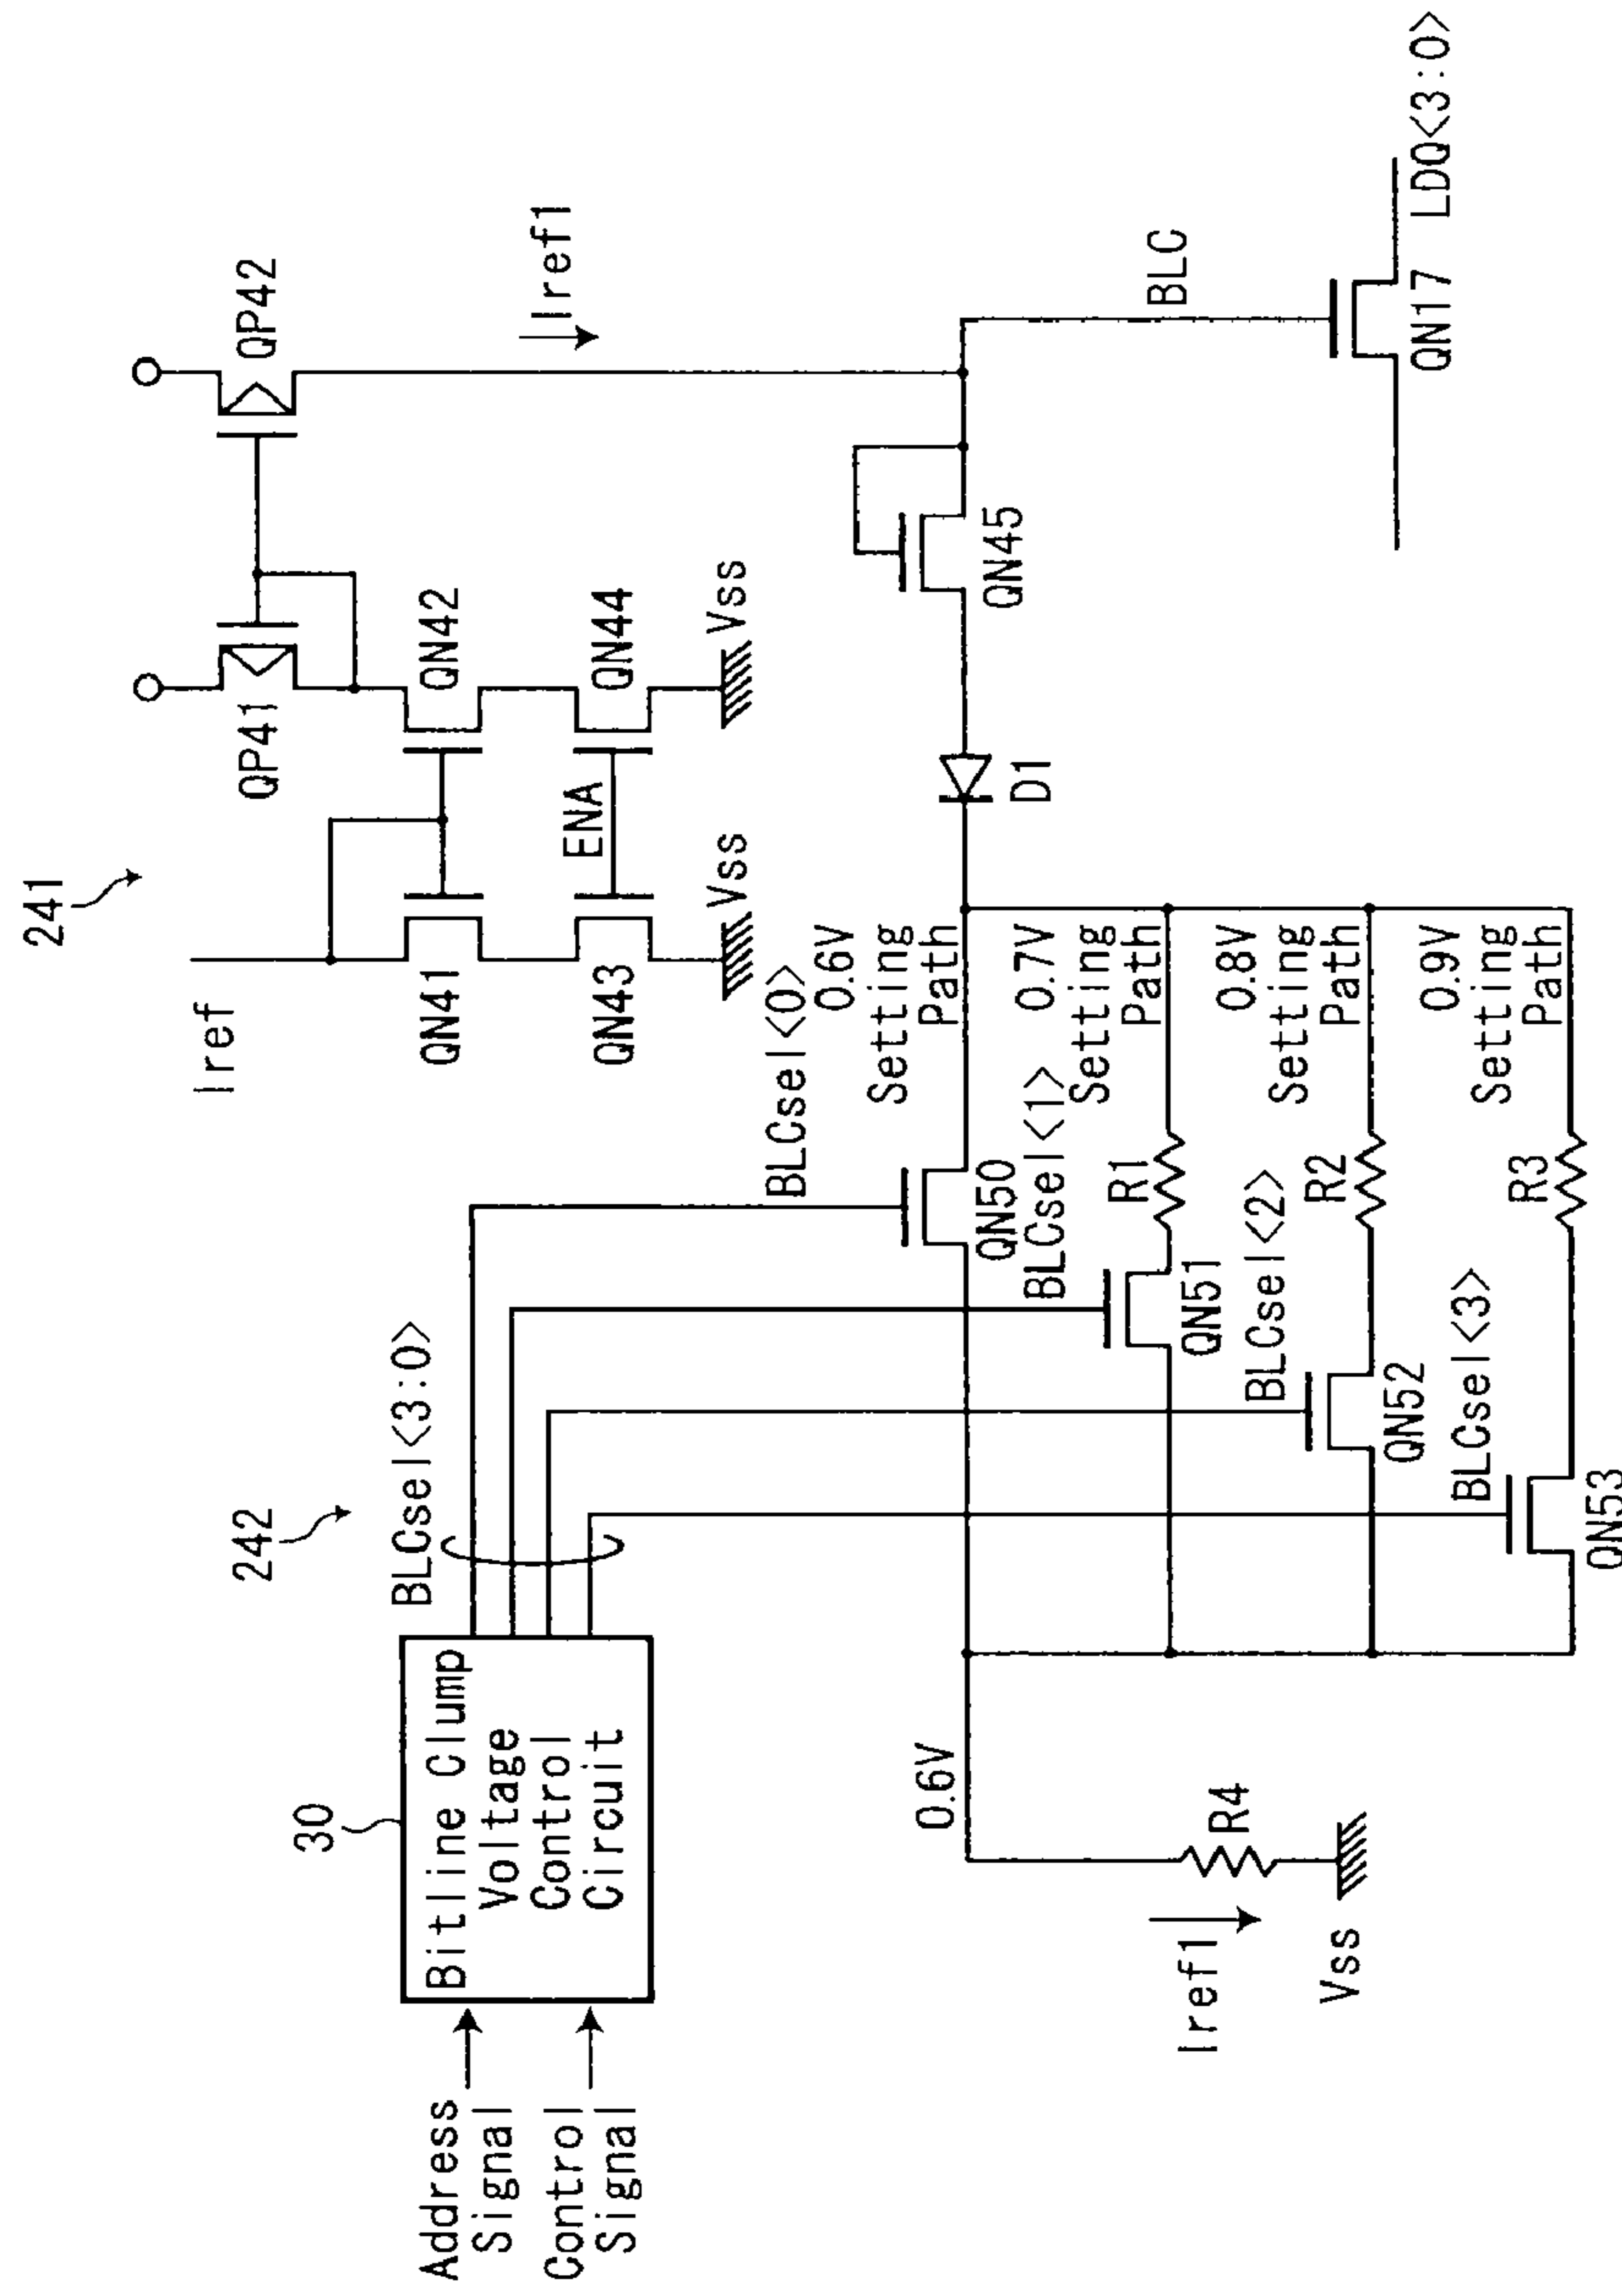 241
Iref
QP41
QP42
QN41
QN42
ENA
QN43
QN44
Vss
Vss
Iref1
242
BLCsel<3:0>
30
Bitline Clump
Voltage
Control
Circuit
Address
Signal
Control
Signal
BLCsel<0>
0.6V
Setting
Path
QN50
BLCsel<1>
0.7V
Setting
Path
R1
QN51
BLCsel<2>
0.8V
Setting
Path
R2
QN52
BLCsel<3>
0.9V
Setting
Path
R3
QN53
D1
QN45
BLC
QN17
LDQ<3:0>
0.6V
R4
Iref1
Vss